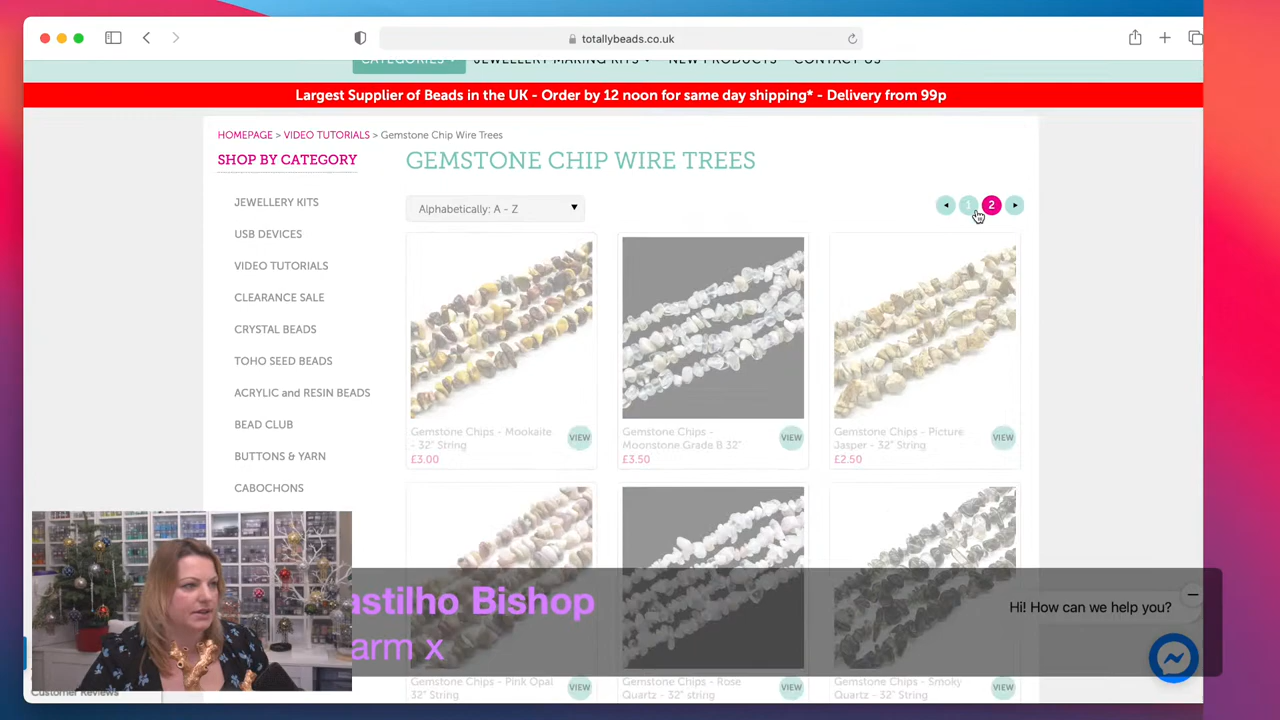 totallybeads.co.uk
CATEGORIES
JEWELLERY MAKING KITS
NEW PRODUCTS
CONTACT US
Largest Supplier of Beads in the UK - Order by 12 noon for same day shipping* - Delivery from 99p
HOMEPAGE > VIDEO TUTORIALS > Gemstone Chip Wire Trees
SHOP BY CATEGORY
JEWELLERY KITS
USB DEVICES
VIDEO TUTORIALS
CLEARANCE SALE
CRYSTAL BEADS
TOHO SEED BEADS
ACRYLIC and RESIN BEADS
BEAD CLUB
BUTTONS & YARN
CABOCHONS
GEMSTONE CHIP WIRE TREES
Alphabetically: A - Z
1 2
Gemstone Chips - Mookaite
- 32" String
£3.00
VIEW
Gemstone Chips -
Moonstone Grade B 32"
£3.50
VIEW
Gemstone Chips - Picture
Jasper - 32" String
£2.50
VIEW
Gemstone Chips - Pink Opal
- 32" String
VIEW
Gemstone Chips - Rose
Quartz - 32" string
VIEW
Gemstone Chips - Smoky
Quartz - 32" String
VIEW
astilho Bishop
arm x
Hi! How can we help you?
Customer Reviews